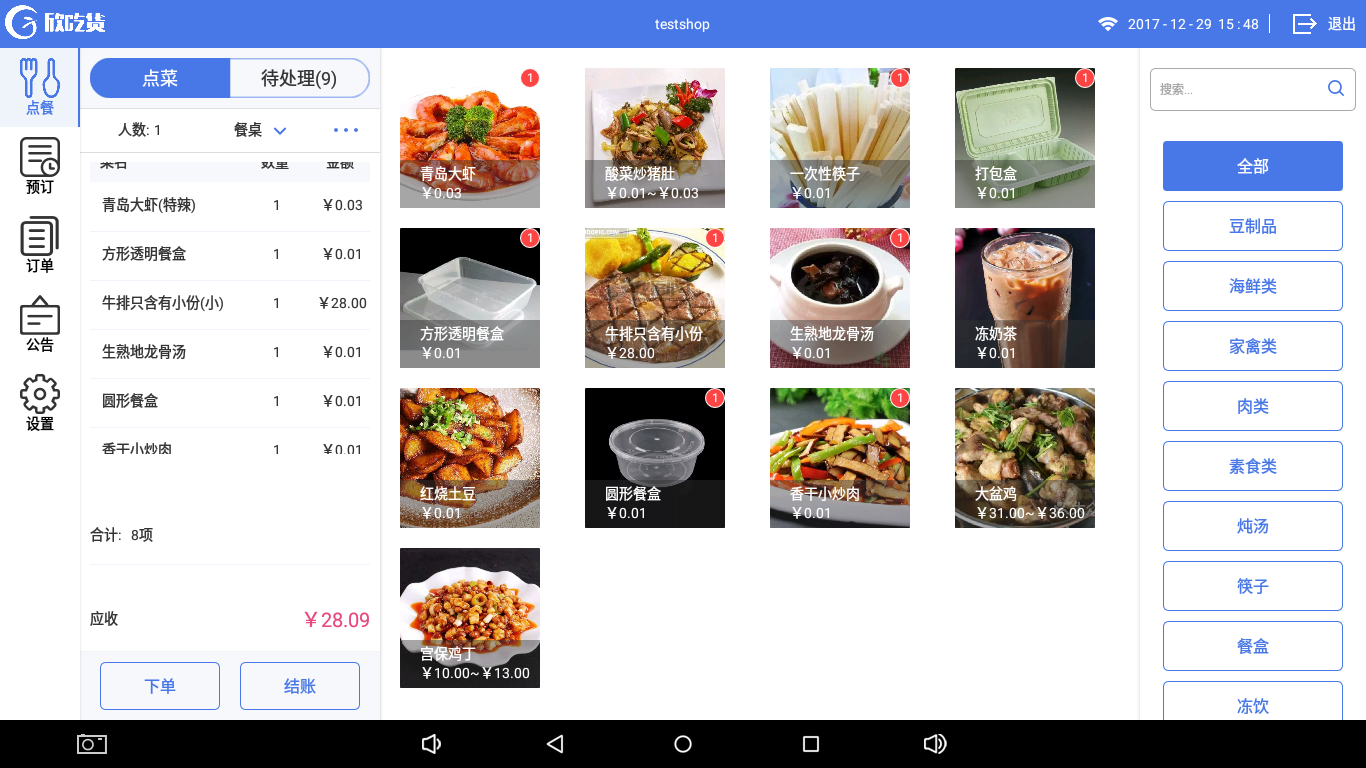 欣吃货
testshop
2017-12-29 15:48
退出
点餐
预订
订单
公告
设置
点菜
待处理(9)
人数: 1
餐桌
菜名 数量 金额
青岛大虾(特辣) 1 ￥0.03
方形透明餐盒 1 ￥0.01
牛排只含有小份(小) 1 ￥28.00
生熟地龙骨汤 1 ￥0.01
圆形餐盒 1 ￥0.01
香干小炒肉 1 ￥0.01
合计: 8项
应收 ￥28.09
下单
结账
1
青岛大虾
￥0.03
酸菜炒猪肚
￥0.01~￥0.03
1
一次性筷子
￥0.01
1
打包盒
￥0.01
1
方形透明餐盒
￥0.01
1
牛排只含有小份
￥28.00
1
生熟地龙骨汤
￥0.01
冻奶茶
￥0.01
红烧土豆
￥0.01
1
圆形餐盒
￥0.01
1
香干小炒肉
￥0.01
大盆鸡
￥31.00~￥36.00
宫保鸡丁
￥10.00~￥13.00
搜索...
全部
豆制品
海鲜类
家禽类
肉类
素食类
炖汤
筷子
餐盒
冻饮